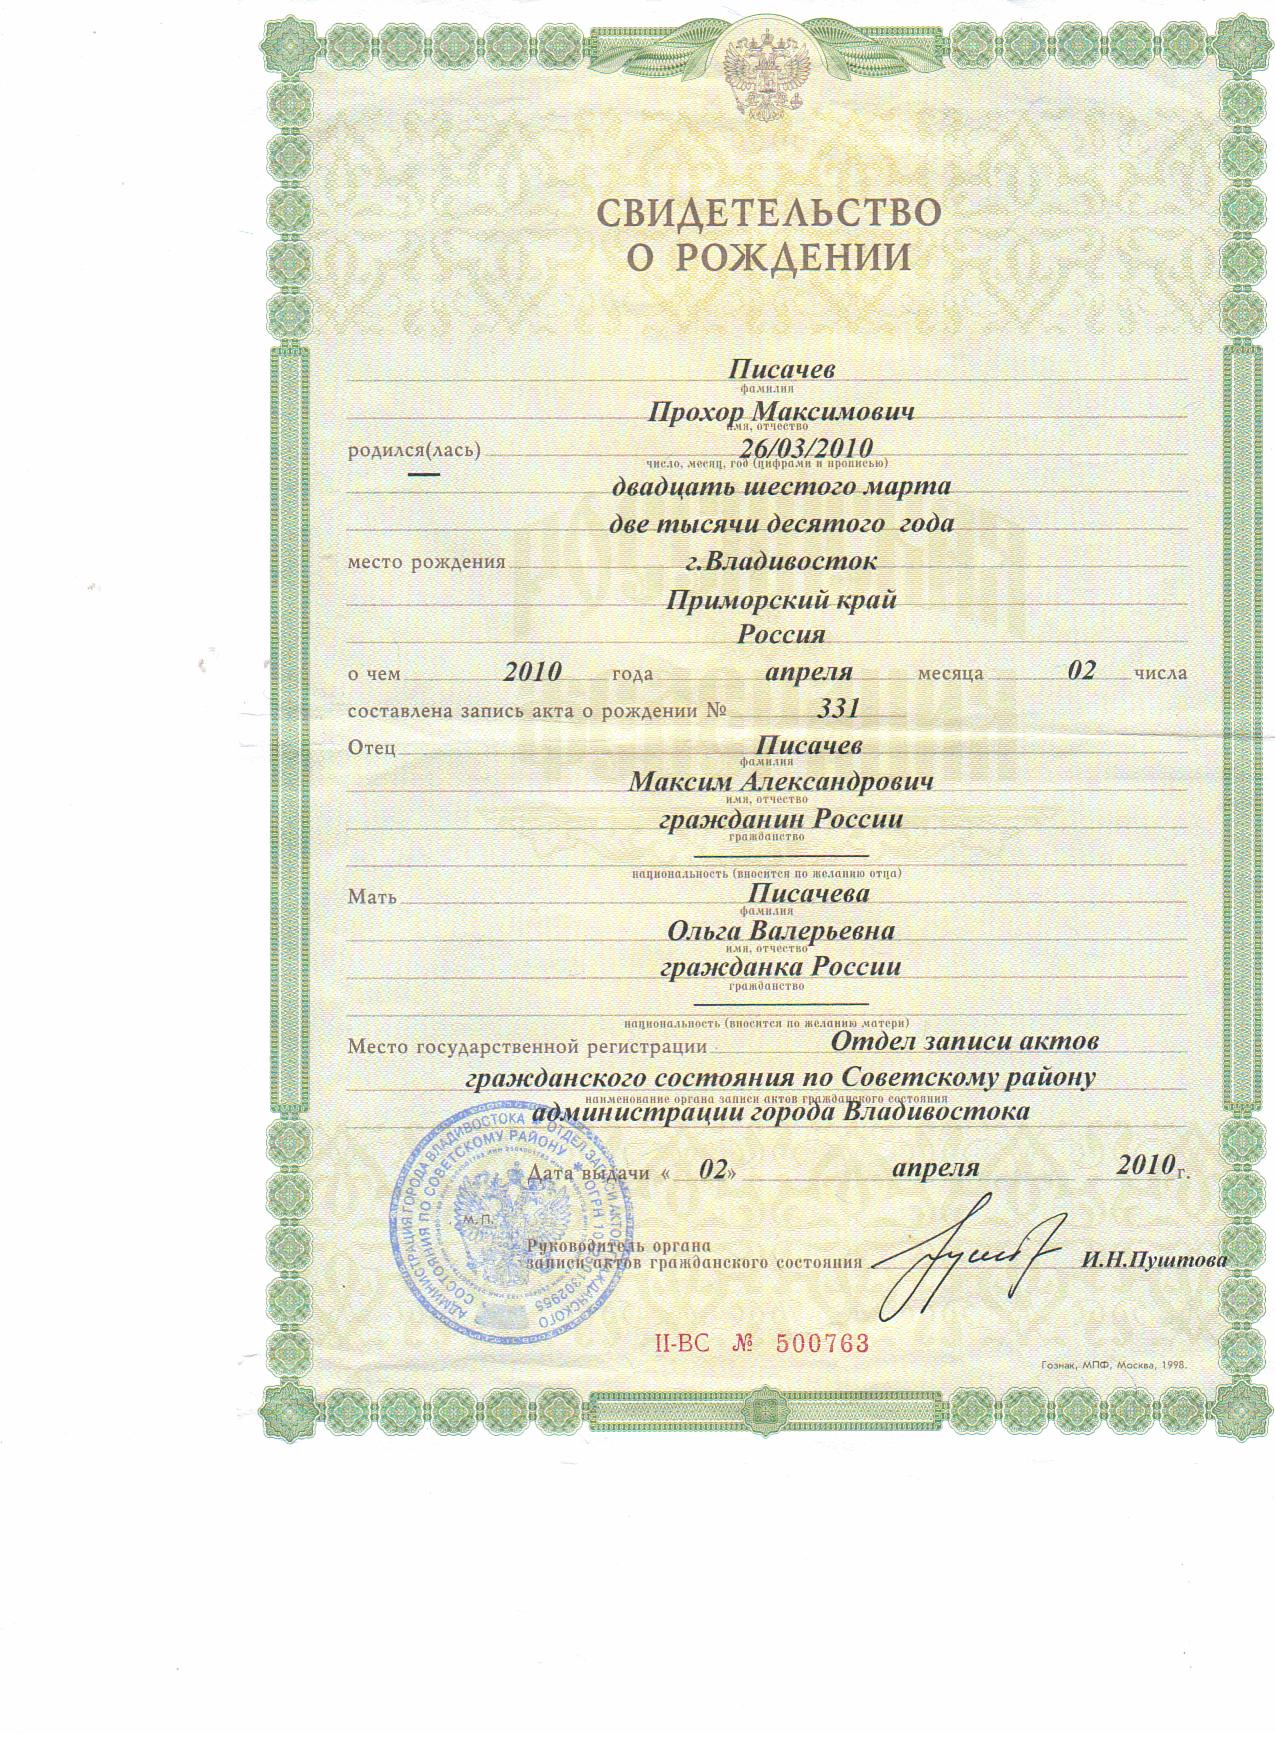 СВИДЕТЕЛЬСТВО
О РОЖДЕНИИ
Писачев
фамилия
Прохор Максимович
имя, отчество
родился(лась) 26/03/2010
число, месяц, год (цифрами и прописью)
двадцать шестого марта
две тысячи десятого года
место рождения г.Владивосток
Приморский край
Россия
о чем 2010 года апреля месяца 02 числа
составлена запись акта о рождении № 331
Отец Писачев
фамилия
Максим Александрович
имя, отчество
гражданин России
гражданство
национальность (вносится по желанию отца)
Мать Писачева
фамилия
Ольга Валерьевна
имя, отчество
гражданка России
гражданство
национальность (вносится по желанию матери)
Место государственной регистрации Отдел записи актов
гражданского состояния по Советскому району
наименование органа записи актов гражданского состояния
администрации города Владивостока
Дата выдачи « 02» апреля 2010г.
М.П.
Руководитель органа
записи актов гражданского состояния И.Н.Пуштова
АДМИНИСТРАЦИЯ ГОРОДА ВЛАДИВОСТОКА * ОТДЕЛ ЗАПИСИ АКТОВ ГРАЖДАНСКОГО
СОСТОЯНИЯ ПО СОВЕТСКОМУ РАЙОНУ *
II-ВС № 500763
Гознак, МПФ, Москва, 1998.